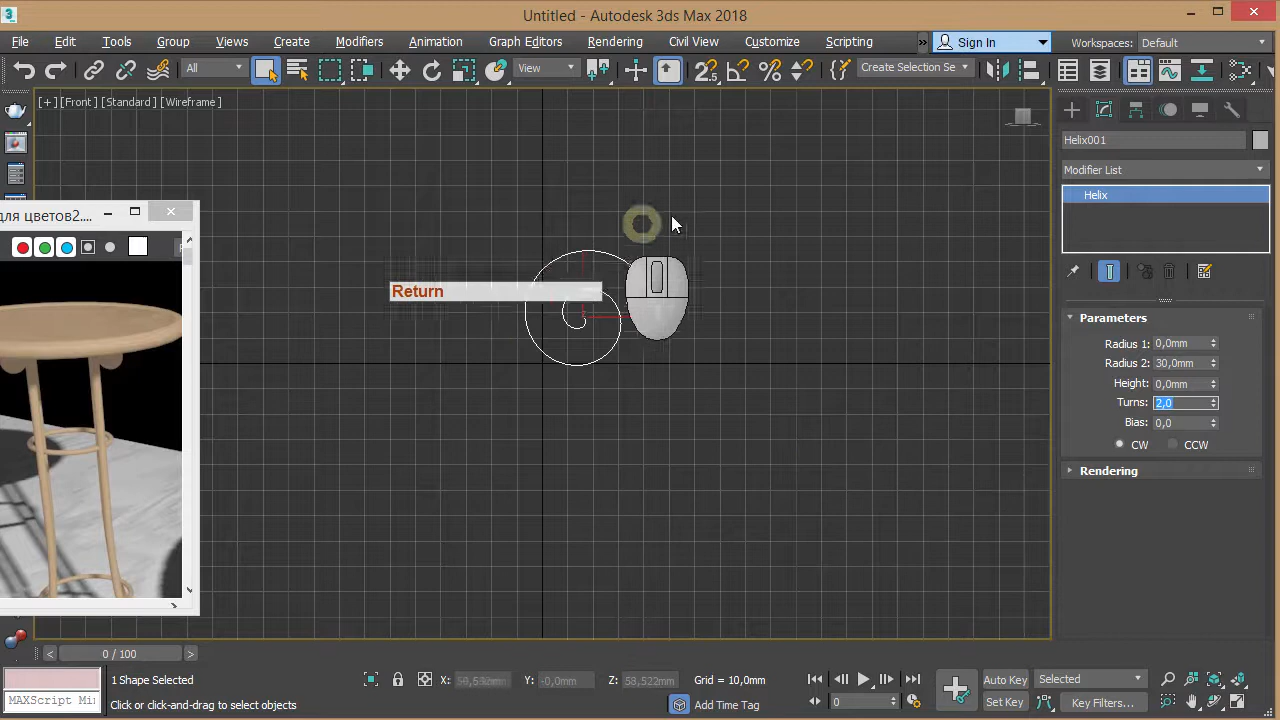 Untitled - Autodesk 3ds Max 2018
File Edit Tools Group Views Create Modifiers Animation Graph Editors Rendering Civil View Customize Scripting » Sign In Workspaces: Default
All View Create Selection Se
[+] [Front] [Standard] [Wireframe]
Helix001
Modifier List
Helix
для цветов2....
Return
Parameters
Radius 1: 0,0mm
Radius 2: 30,0mm
Height: 0,0mm
Turns: 2,0
Bias: 0,0
CW CCW
Rendering
< 0 / 100 >
1 Shape Selected X: Y: -0,0mm Z: 58,522mm Grid = 10,0mm Auto Key Selected
MAXScript Mi Click or click-and-drag to select objects Add Time Tag Set Key Key Filters... 0